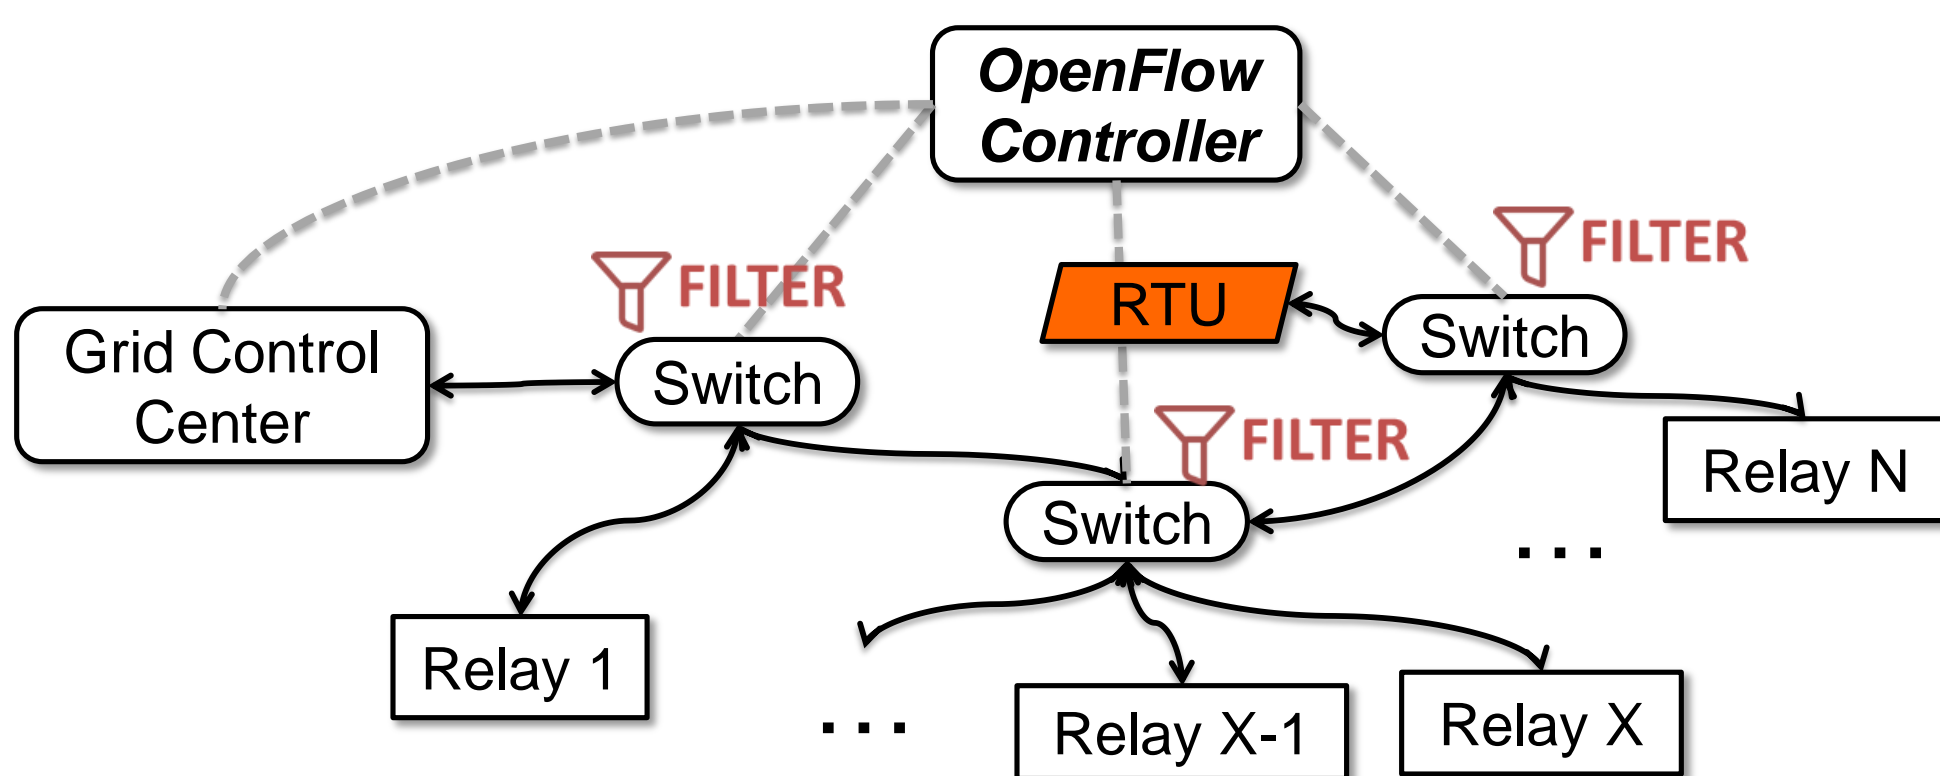 OpenFlow
Controller
FILTER
FILTER
Grid Control
Center
Switch
RTU
Switch
FILTER
Relay N
Switch
...
Relay 1
...
Relay X-1
Relay X